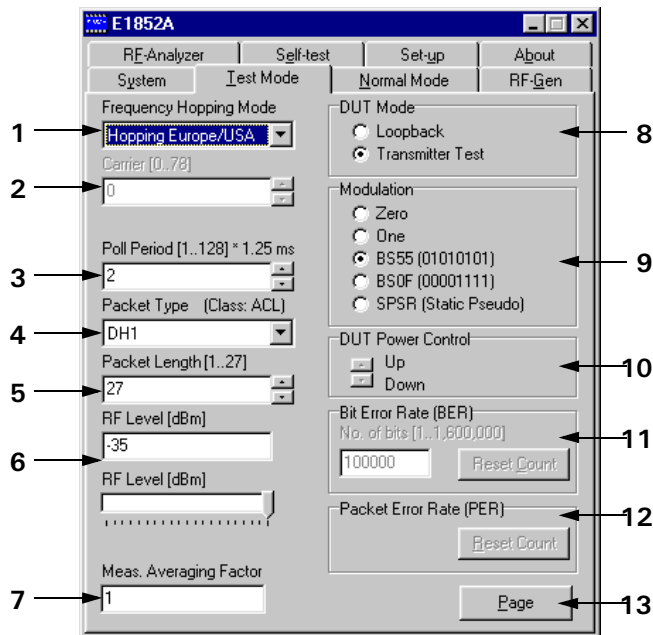 E1852A
RF-Analyzer
Self-test
Set-up
About
System
Test Mode
Normal Mode
RF-Gen
Frequency Hopping Mode
1
Hopping Europe/USA
Carrier [0..78]
2
0
Poll Period [1..128] * 1.25 ms
3
2
Packet Type (Class: ACL)
4
DH1
Packet Length [1..27]
5
27
RF Level [dBm]
6
-35
RF Level [dBm]
Meas. Averaging Factor
7
1
DUT Mode
Loopback
8
Transmitter Test
Modulation
Zero
One
BS55 (01010101)
9
BS0F (00001111)
SPSR (Static Pseudo)
DUT Power Control
Up
10
Down
Bit Error Rate (BER)
No. of bits [1..1,600,000]
11
100000
Reset Count
Packet Error Rate (PER)
12
Reset Count
Page
13